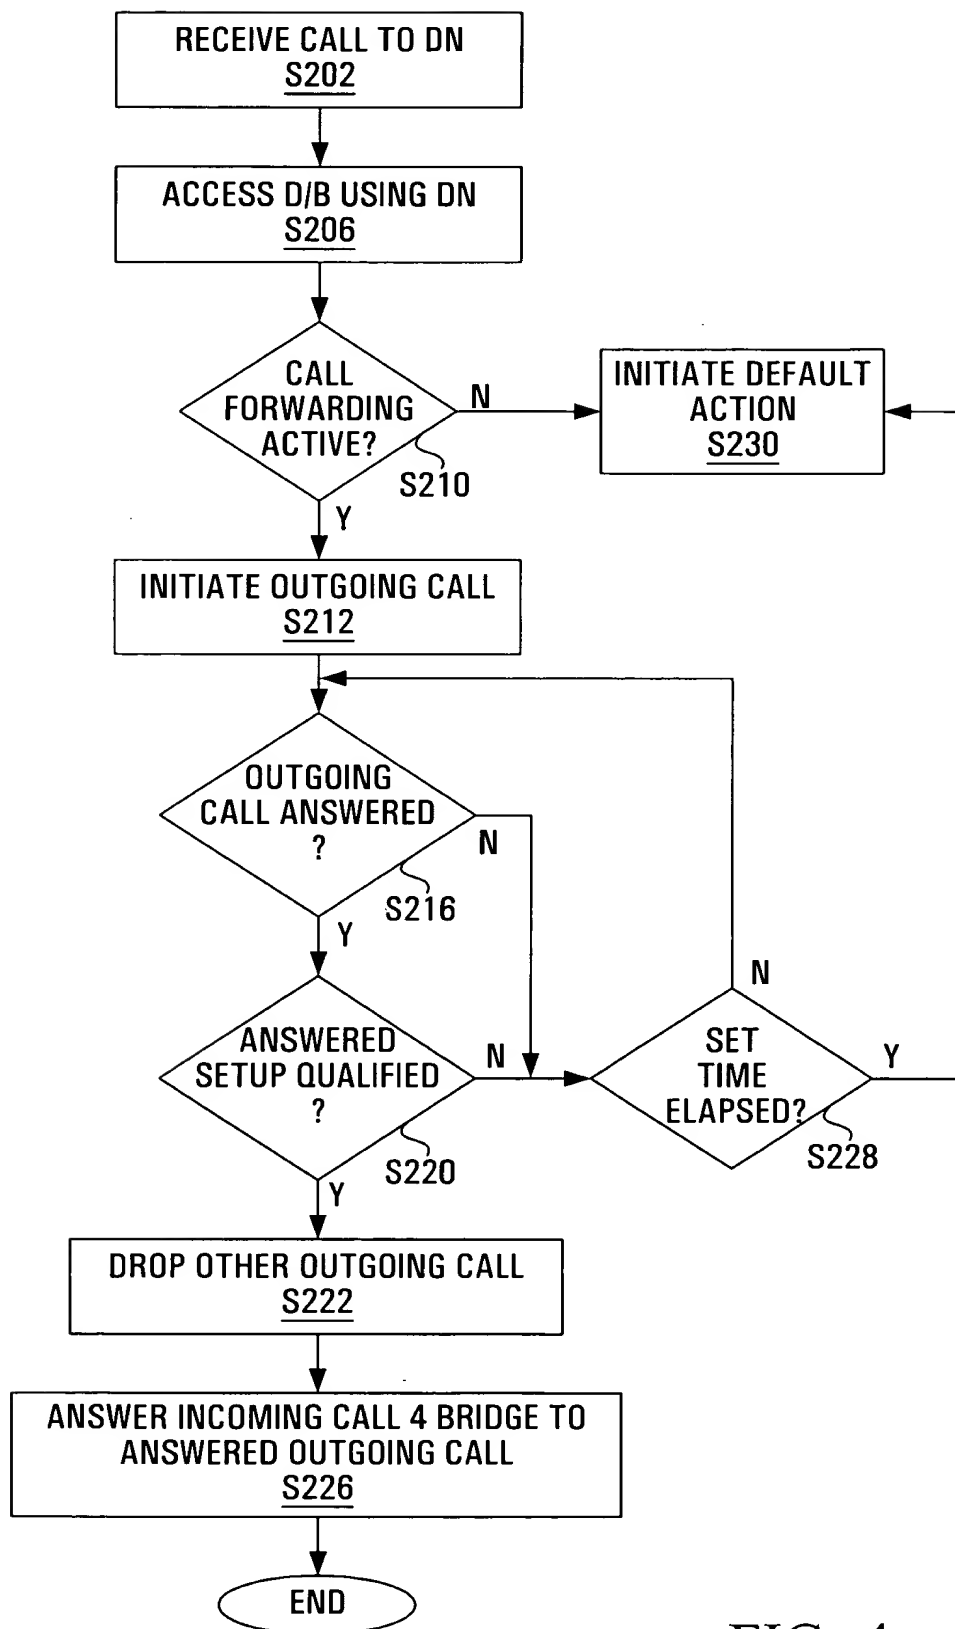 RECEIVE CALL TO DN
S202
ACCESS D/B USING DN
S206
CALL
FORWARDING
ACTIVE?
N
S210
Y
INITIATE DEFAULT
ACTION
S230
INITIATE OUTGOING CALL
S212
OUTGOING
CALL ANSWERED
?
N
S216
Y
ANSWERED
SETUP QUALIFIED
?
N
S220
Y
N
SET
TIME
ELAPSED?
Y
S228
DROP OTHER OUTGOING CALL
S222
ANSWER INCOMING CALL 4 BRIDGE TO
ANSWERED OUTGOING CALL
S226
END
FIG. 4